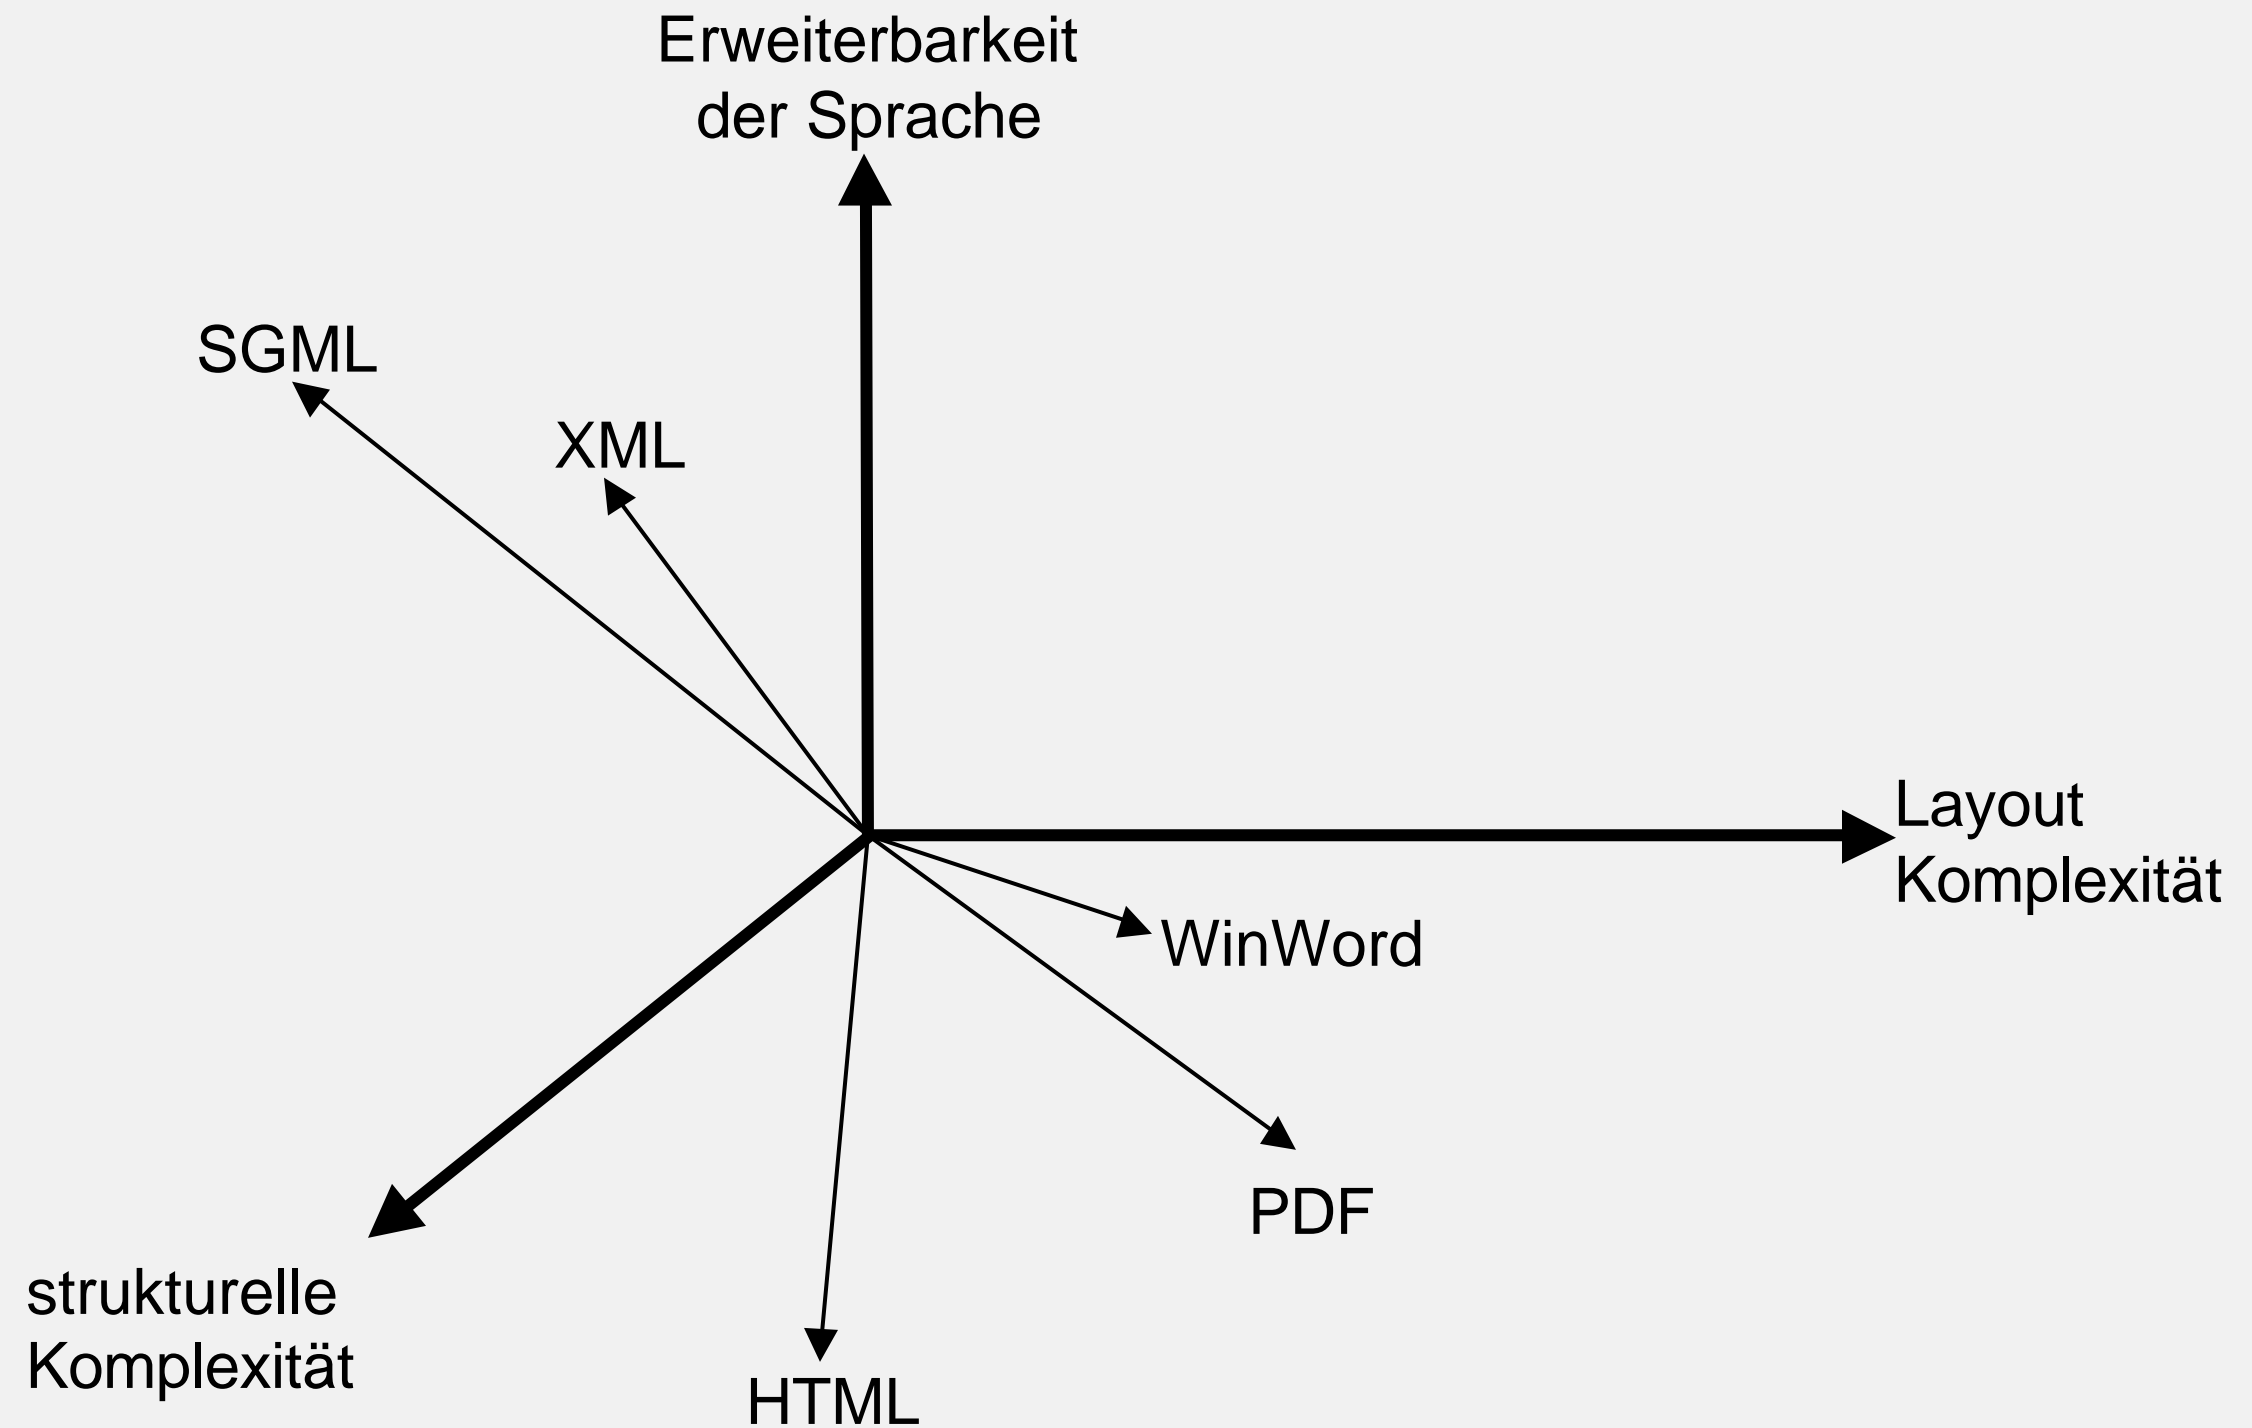 Erweiterbarkeit
der Sprache
SGML
XML
Layout
Komplexität
WinWord
PDF
strukturelle
Komplexität
HTML